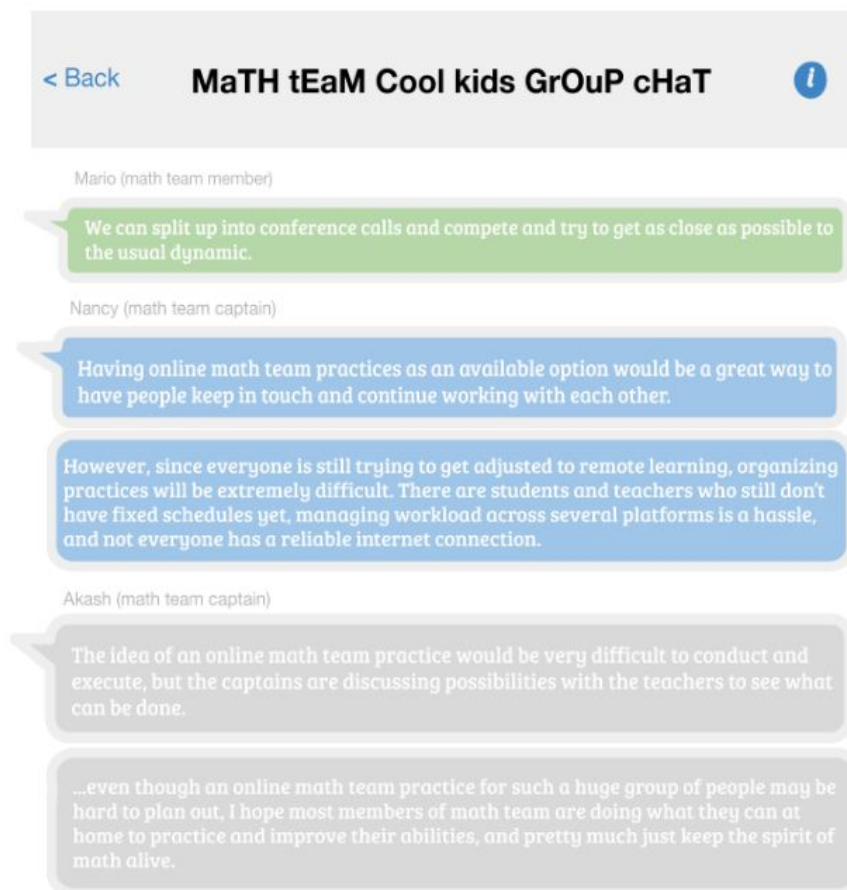 < Back MaTH tEaM Cool kids GrOuP cHaT i
Mario (math team member)
We can split up into conference calls and compete and try to get as close as possible to
the usual dynamic.
Nancy (math team captain)
Having online math team practices as an available option would be a great way to
have people keep in touch and continue working with each other.
However, since everyone is still trying to get adjusted to remote learning, organizing
practices will be extremely difficult. There are students and teachers who still don't
have fixed schedules yet, managing workload across several platforms is a hassle,
and not everyone has a reliable internet connection.
Akash (math team captain)
The idea of an online math team practice would be very difficult to conduct and
execute, but the captains are discussing possibilities with the teachers to see what
can be done.
...even though an online math team practice for such a huge group of people may be
hard to plan out, I hope most members of math team are doing what they can at
home to practice and improve their abilities, and pretty much just keep the spirit of
math alive.